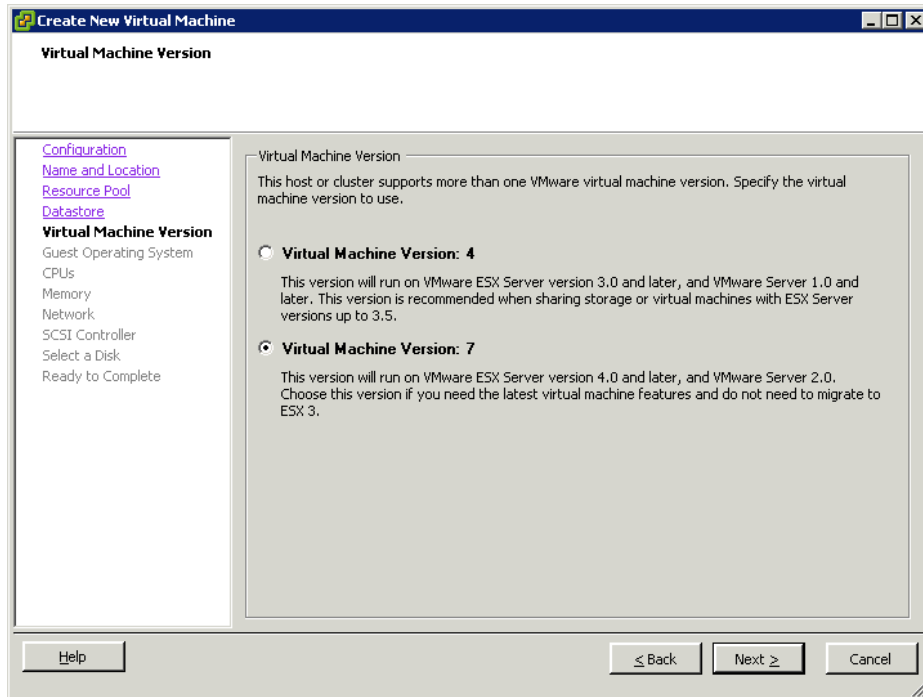 Create New Virtual Machine
Virtual Machine Version
Configuration
Name and Location
Resource Pool
Datastore
Virtual Machine Version
Guest Operating System
CPUs
Memory
Network
SCSI Controller
Select a Disk
Ready to Complete
Virtual Machine Version
This host or cluster supports more than one VMware virtual machine version. Specify the virtual
machine version to use.
Virtual Machine Version: 4
This version will run on VMware ESX Server version 3.0 and later, and VMware Server 1.0 and
later. This version is recommended when sharing storage or virtual machines with ESX Server
versions up to 3.5.
Virtual Machine Version: 7
This version will run on VMware ESX Server version 4.0 and later, and VMware Server 2.0.
Choose this version if you need the latest virtual machine features and do not need to migrate to
ESX 3.
Help
< Back
Next >
Cancel